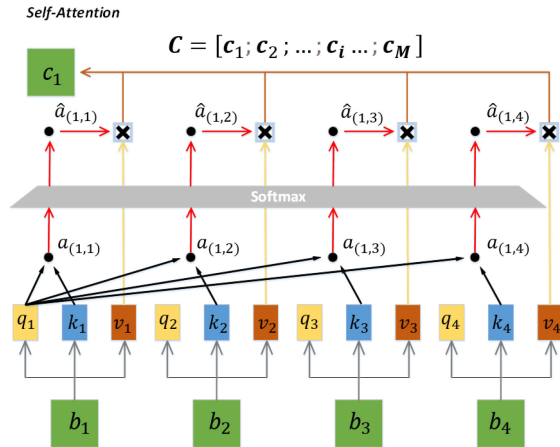 Self-Attention
C = [c₁; c₂; …; cᵢ …; c_M]
c₁
â₍₁,₁₎ â₍₁,₂₎ â₍₁,₃₎ â₍₁,₄₎
Softmax
a₍₁,₁₎ a₍₁,₂₎ a₍₁,₃₎ a₍₁,₄₎
q₁ k₁ v₁ q₂ k₂ v₂ q₃ k₃ v₃ q₄ k₄ v₄
b₁ b₂ b₃ b₄